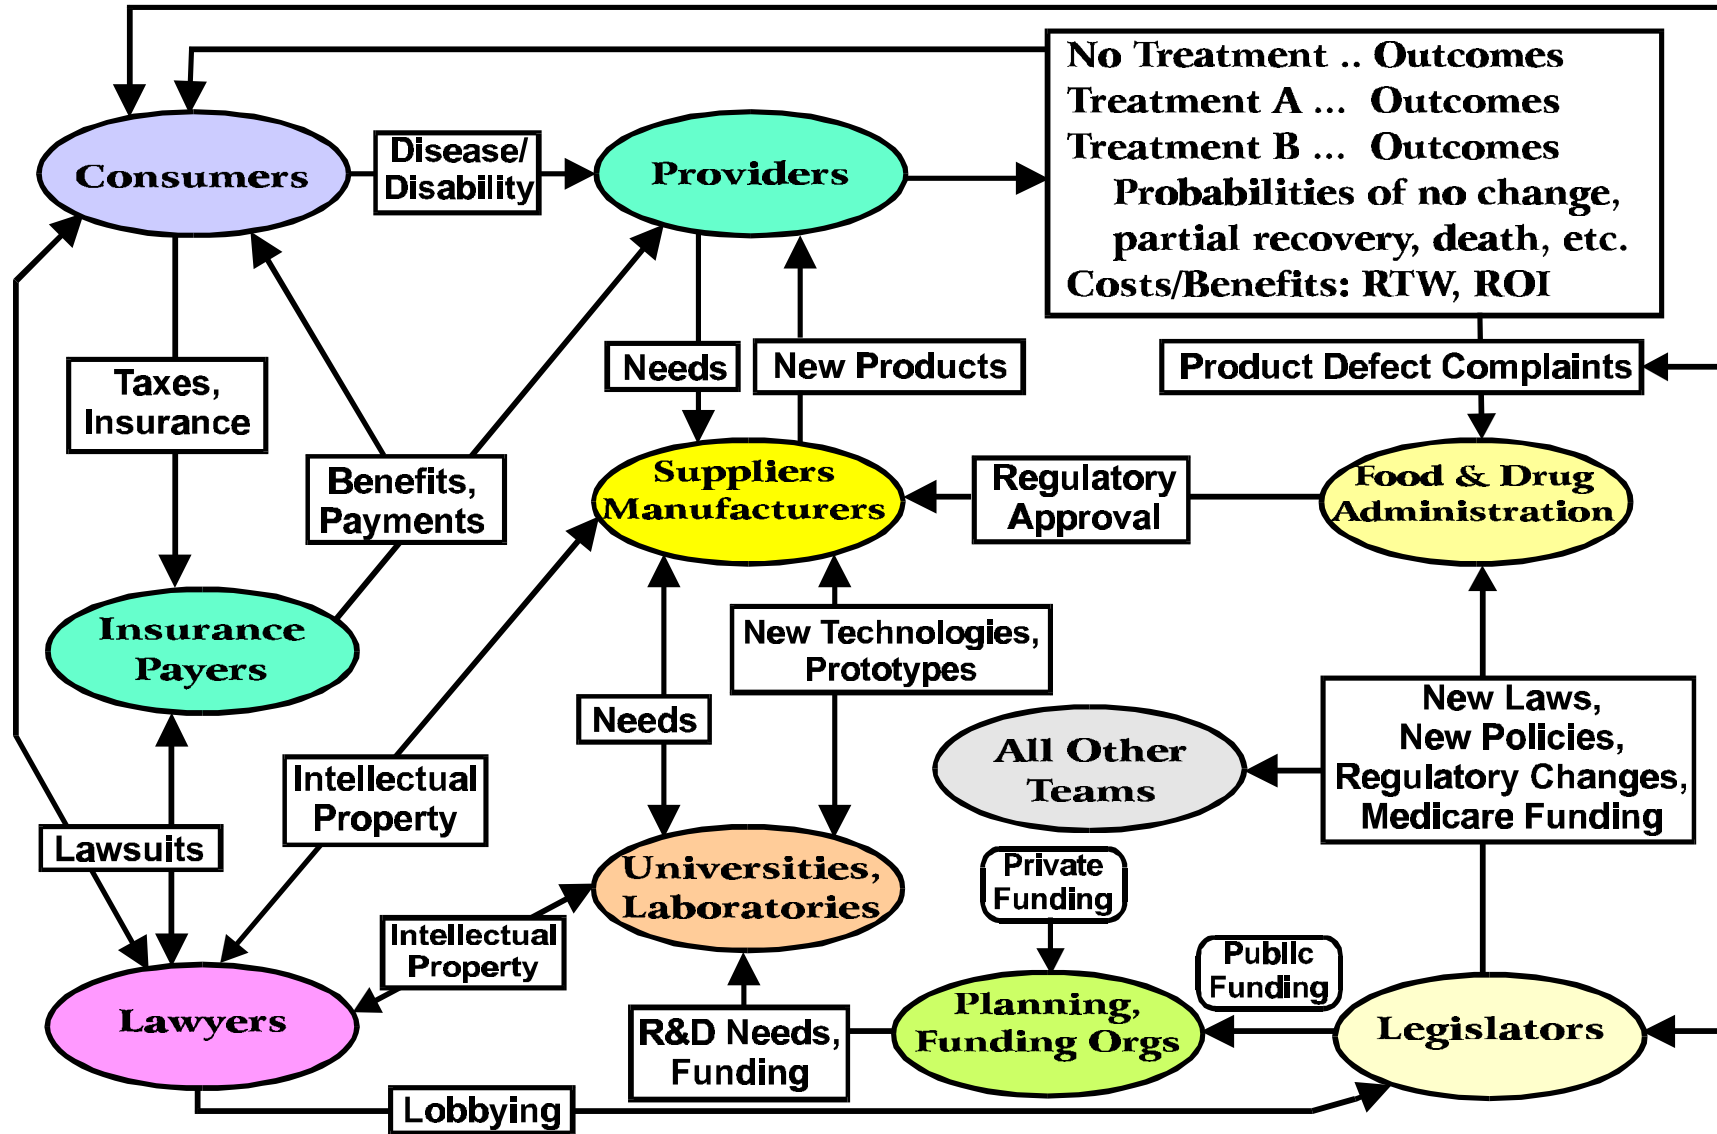 No Treatment .. Outcomes
Treatment A ... Outcomes
Treatment B ... Outcomes
Probabilities of no change,
partial recovery, death, etc.
Costs/Benefits: RTW, ROI
Consumers
Disease/
Disability
Providers
Taxes,
Insurance
Needs
New Products
Product Defect Complaints
Benefits,
Payments
Suppliers
Manufacturers
Regulatory
Approval
Food & Drug
Administration
Insurance
Payers
New Technologies,
Prototypes
Needs
All Other
Teams
New Laws,
New Policies,
Regulatory Changes,
Medicare Funding
Intellectual
Property
Lawsuits
Universities,
Laboratories
Private
Funding
Intellectual
Property
Public
Funding
Lawyers
R&D Needs,
Funding
Planning,
Funding Orgs
Legislators
Lobbying